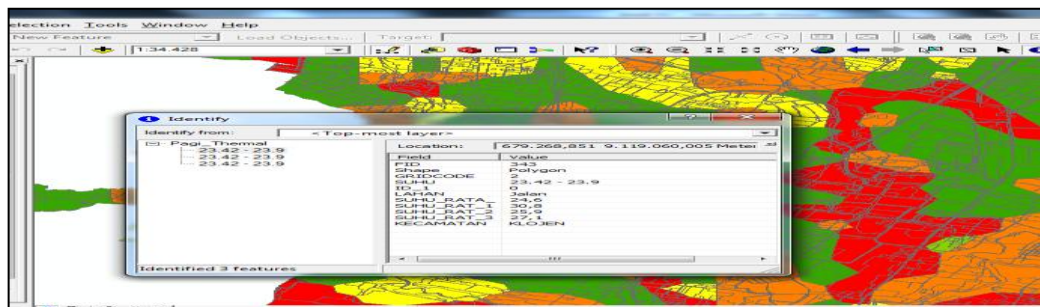 election Tools Window Help
New Feature Load Objects... Target:
1:34.428
Identify
Identify from: <Top-most layer>
Pagi_Thermal
23.42 - 23.9
23.42 - 23.9
23.42 - 23.9
Location: 679.268,851 9.119.060,005 Meter
Field Value
FID 343
Shape Polygon
GRIDCODE 2
SUHU 23.42 - 23.9
ID_1 0
LAHAN Jalan
SUHU_RATA_ 24,6
SUHU_RAT_1 30,8
SUHU_RAT_2 25,9
SUHU_RAT_3 27,1
KECAMATAN KLOJEN
Identified 3 features